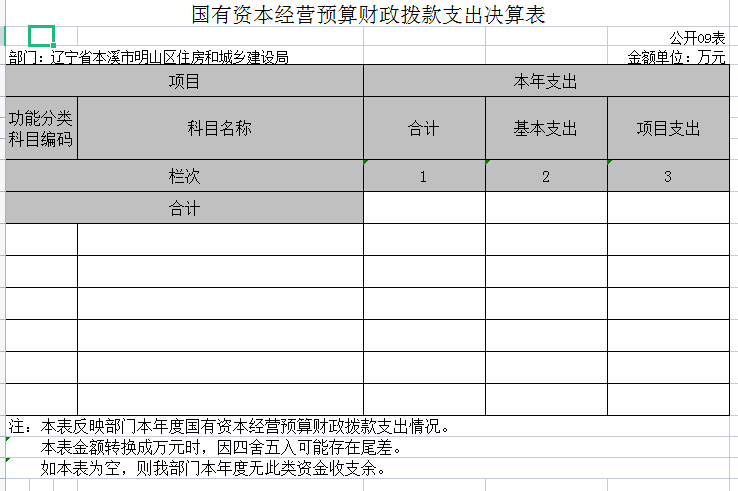 国有资本经营预算财政拨款支出决算表
公开09表
部门：辽宁省本溪市明山区住房和城乡建设局 金额单位：万元
项目 本年支出
功能分类
科目编码 科目名称 合计 基本支出 项目支出
栏次 1 2 3
合计
注：本表反映部门本年度国有资本经营预算财政拨款支出情况。
本表金额转换成万元时，因四舍五入可能存在尾差。
如本表为空，则我部门本年度无此类资金收支余。